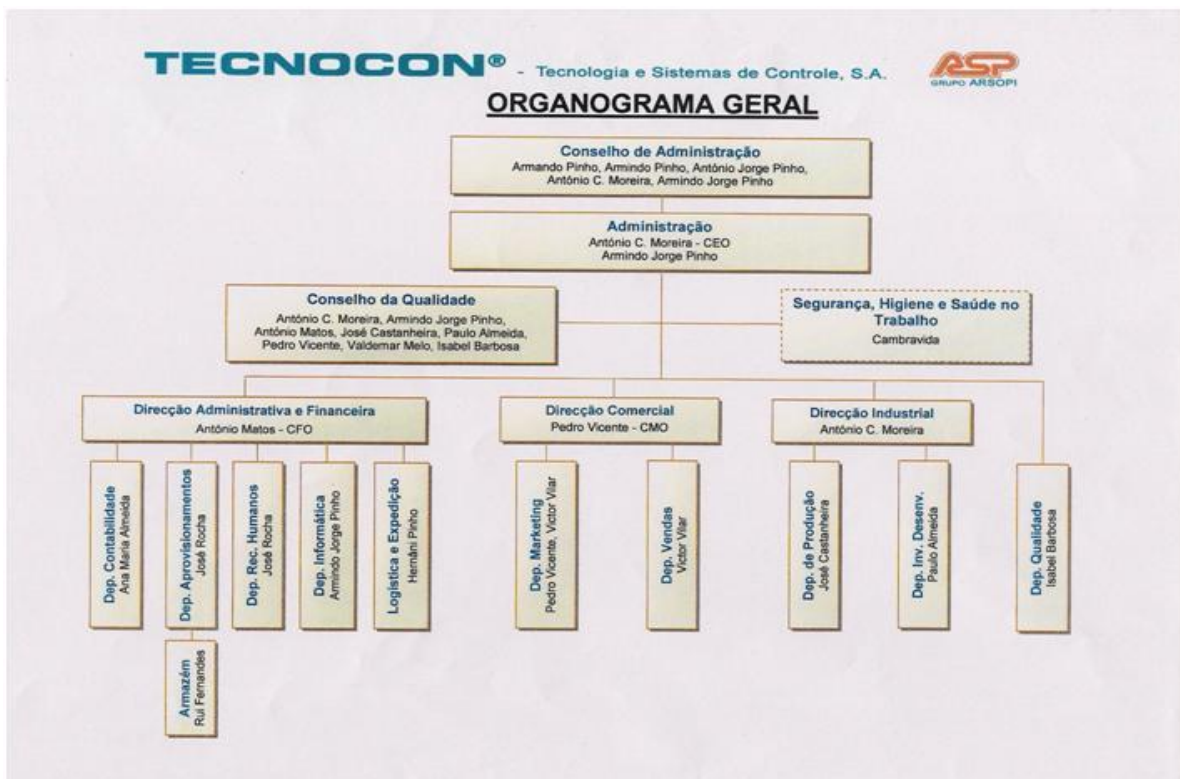 TECNOCON® - Tecnologia e Sistemas de Controle, S.A.
ASP
GRUPO ARSOPI
ORGANOGRAMA GERAL
Conselho de Administração
Armando Pinho, Armindo Pinho, António Jorge Pinho,
António C. Moreira, Armindo Jorge Pinho
Administração
António C. Moreira - CEO
Armindo Jorge Pinho
Conselho da Qualidade
António C. Moreira, Armindo Jorge Pinho,
António Matos, José Castanheira, Paulo Almeida,
Pedro Vicente, Valdemar Melo, Isabel Barbosa
Segurança, Higiene e Saúde no
Trabalho
Cambravida
Direcção Administrativa e Financeira
António Matos - CFO
Direcção Comercial
Pedro Vicente - CMO
Direcção Industrial
António C. Moreira
Dep. Contabilidade
Ana Maria Almeida
Dep. Aprovisionamentos
José Rocha
Dep. Rec. Humanos
José Rocha
Dep. Informática
Armindo Jorge Pinho
Logística e Expedição
Hernâni Pinho
Dep. Marketing
Pedro Vicente, Victor Vilar
Dep. Vendas
Victor Vilar
Dep. de Produção
José Castanheira
Dep. Inv. Desenv.
Paulo Almeida
Dep. Qualidade
Isabel Barbosa
Armazém
Rui Fernandes